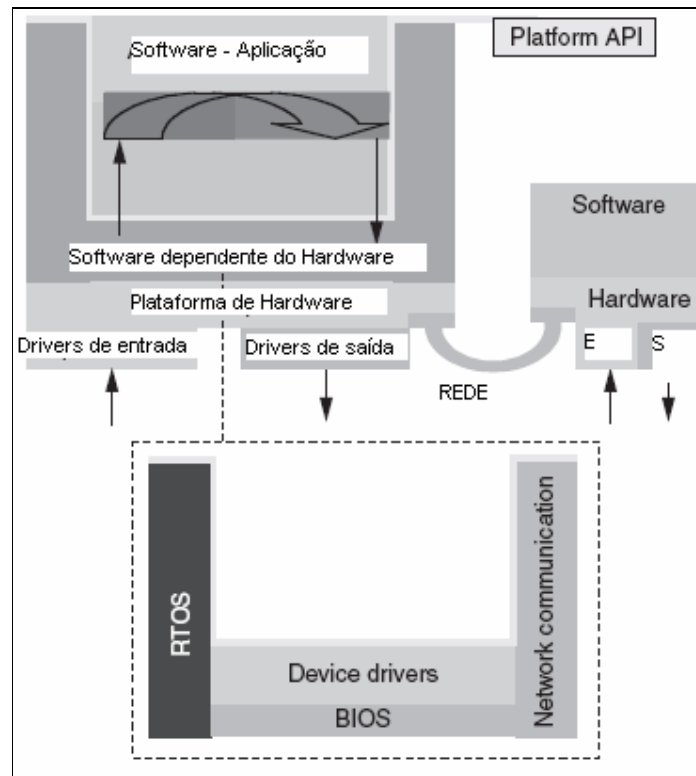 Software - Aplicação
Platform API
Software
Software dependente do Hardware
Plataforma de Hardware
Hardware
Drivers de entrada
Drivers de saída
E
S
REDE
RTOS
Device drivers
BIOS
Network communication